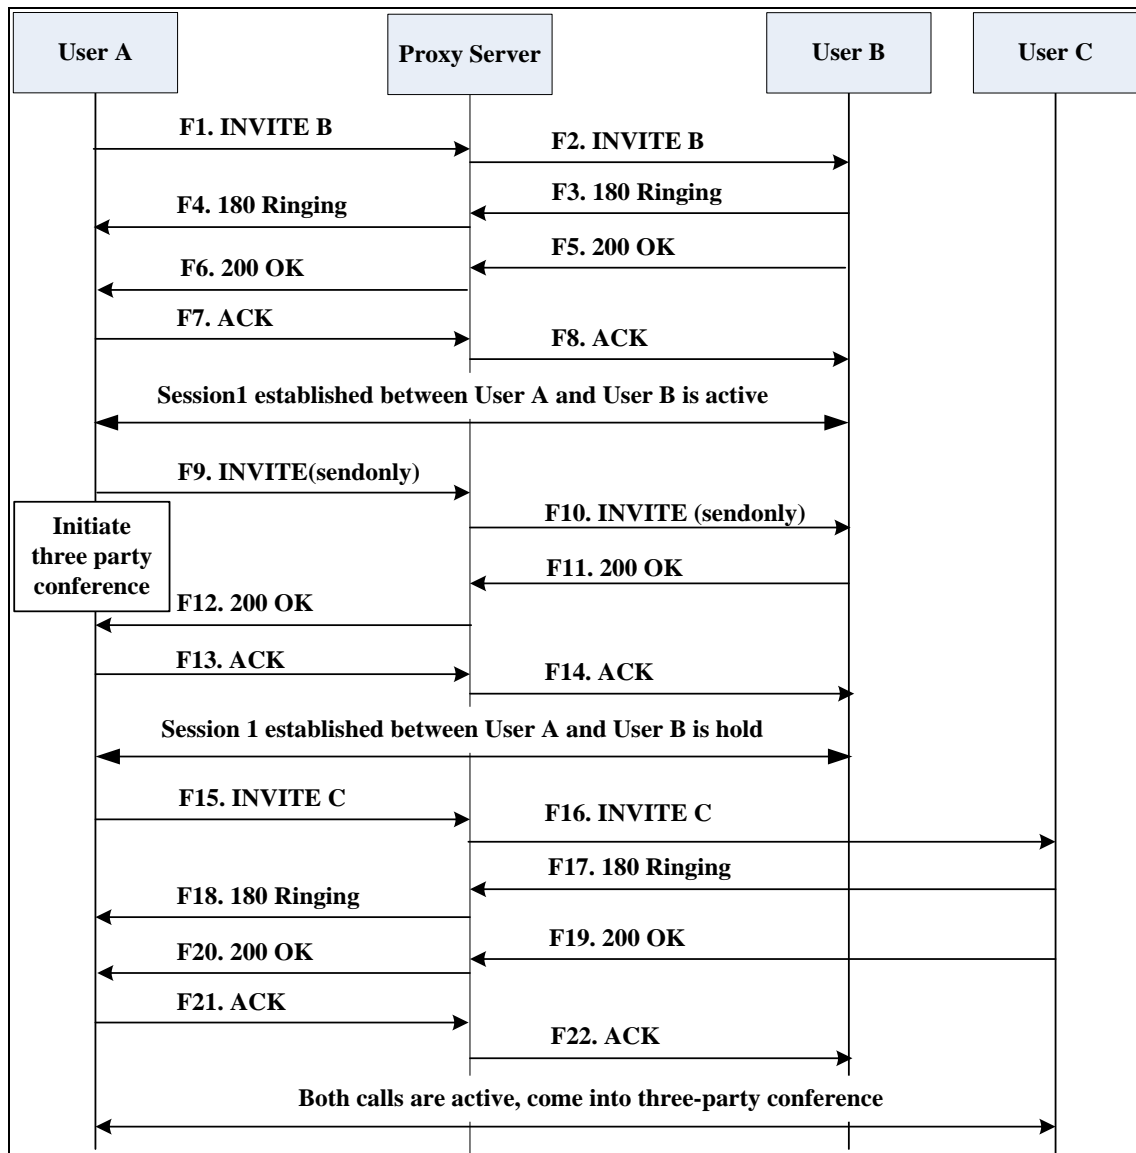 User A
Proxy Server
User B
User C
F1. INVITE B
F2. INVITE B
F3. 180 Ringing
F4. 180 Ringing
F5. 200 OK
F6. 200 OK
F7. ACK
F8. ACK
Session1 established between User A and User B is active
F9. INVITE(sendonly)
F10. INVITE (sendonly)
Initiate
three party
conference
F11. 200 OK
F12. 200 OK
F13. ACK
F14. ACK
Session 1 established between User A and User B is hold
F15. INVITE C
F16. INVITE C
F17. 180 Ringing
F18. 180 Ringing
F19. 200 OK
F20. 200 OK
F21. ACK
F22. ACK
Both calls are active, come into three-party conference